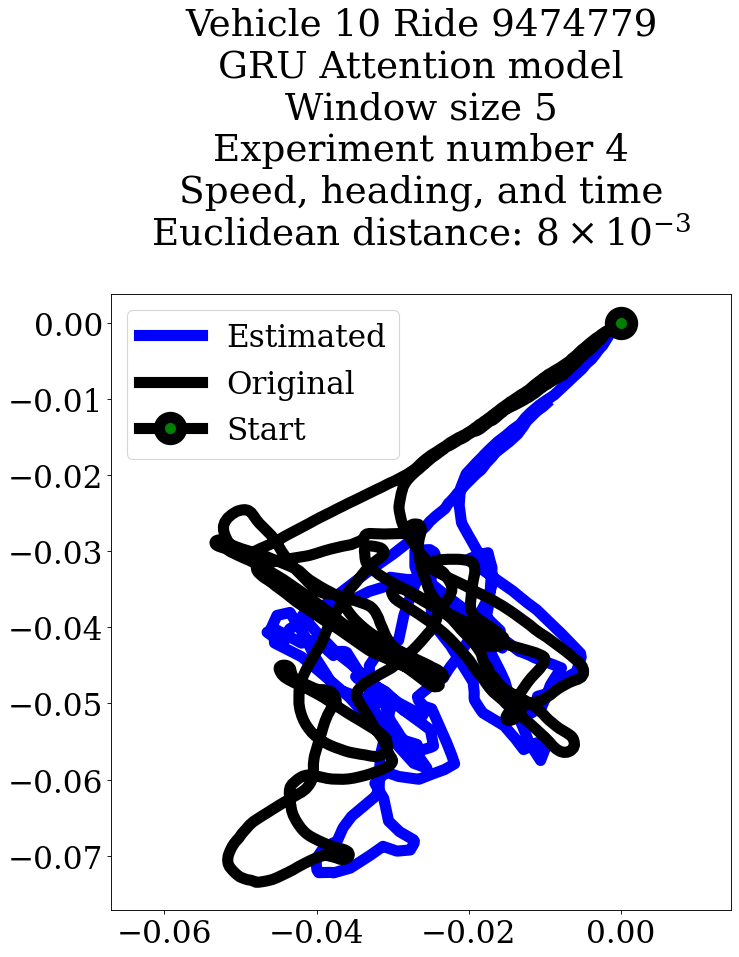 Vehicle 10 Ride 9474779
GRU Attention model
Window size 5
Experiment number 4
Speed, heading, and time
Euclidean distance: 8 × 10⁻³
Estimated
Original
Start
0.00
−0.01
−0.02
−0.03
−0.04
−0.05
−0.06
−0.07
−0.06 −0.04 −0.02 0.00